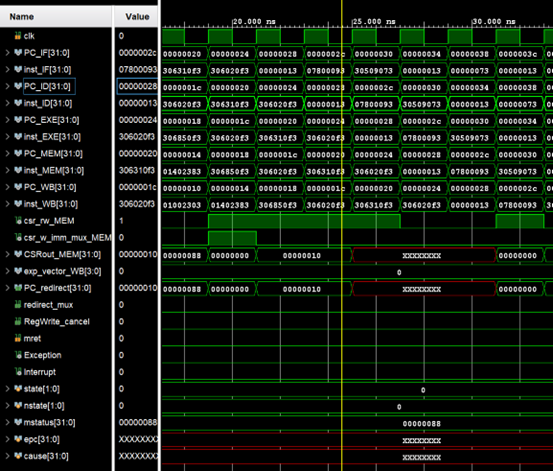 Name Value 20.000 ns 25.000 ns 30.000 ns
clk 0
PC_IF[31:0] 0000002c 00000020 00000024 00000028 0000002c 00000030 00000034 00000038 0000003c
inst_IF[31:0] 07800093 306310f3 306020f3 00000013 07800093 30509073 00000013 00000073 00000013
PC_ID[31:0] 00000028 0000001c 00000020 00000024 00000028 0000002c 00000030 00000034 00000038
inst_ID[31:0] 00000013 306020f3 306310f3 306020f3 00000013 07800093 30509073 00000013 00000073
PC_EXE[31:0] 00000024 00000018 0000001c 00000020 00000024 00000028 0000002c 00000030 00000034
inst_EXE[31:0] 306020f3 306850f3 306020f3 306310f3 306020f3 00000013 07800093 30509073 00000013
PC_MEM[31:0] 00000020 00000014 00000018 0000001c 00000020 00000024 00000028 0000002c 00000030
inst_MEM[31:0] 306310f3 01402383 306850f3 306020f3 306310f3 306020f3 00000013 07800093 30509073
PC_WB[31:0] 0000001c 00000010 00000014 00000018 0000001c 00000020 00000024 00000028 0000002c
inst_WB[31:0] 306020f3 01002383 01402383 306850f3 306020f3 306310f3 306020f3 00000013 07800093
csr_rw_MEM 1
csr_w_imm_mux_MEM 0
CSRout_MEM[31:0] 00000010 00000088 00000000 00000010 XXXXXXXX 00000000
exp_vector_WB[3:0] 0 0
PC_redirect[31:0] 00000010 00000088 00000000 00000010 XXXXXXXX 00000000
redirect_mux 0
RegWrite_cancel 0
mret 0
Exception 0
Interrupt 0
state[1:0] 0 0
nstate[1:0] 0 0
mstatus[31:0] 00000088 00000088
epc[31:0] XXXXXXXX XXXXXXXX
cause[31:0] XXXXXXXX XXXXXXXX